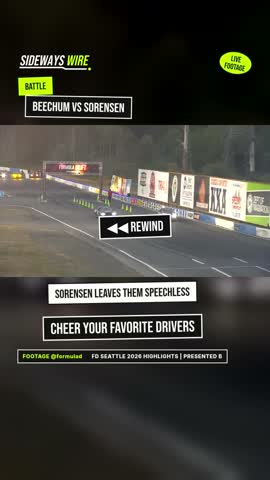 SIDEWAYS WIRE.
LIVE
FOOTAGE
BATTLE
BEECHUM VS SORENSEN
REWIND
SORENSEN LEAVES THEM SPEECHLESS
CHEER YOUR FAVORITE DRIVERS
FOOTAGE @formulad FD SEATTLE 2026 HIGHLIGHTS | PRESENTED B